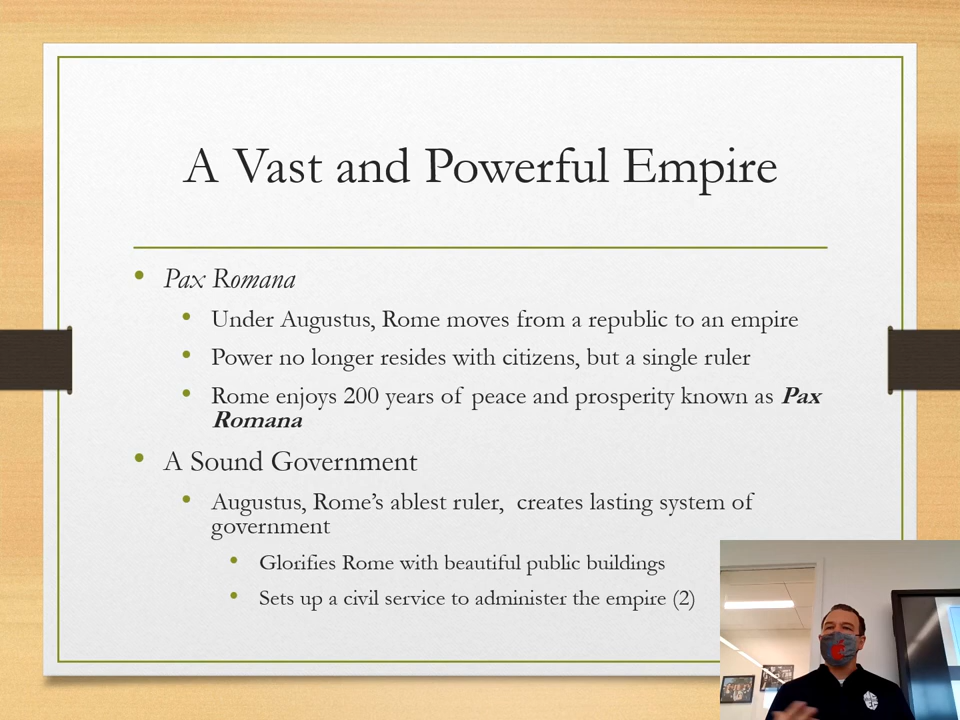 A Vast and Powerful Empire
• Pax Romana
• Under Augustus, Rome moves from a republic to an empire
• Power no longer resides with citizens, but a single ruler
• Rome enjoys 200 years of peace and prosperity known as Pax
Romana
• A Sound Government
• Augustus, Rome’s ablest ruler,  creates lasting system of
government
• Glorifies Rome with beautiful public buildings
• Sets up a civil service to administer the empire (2)